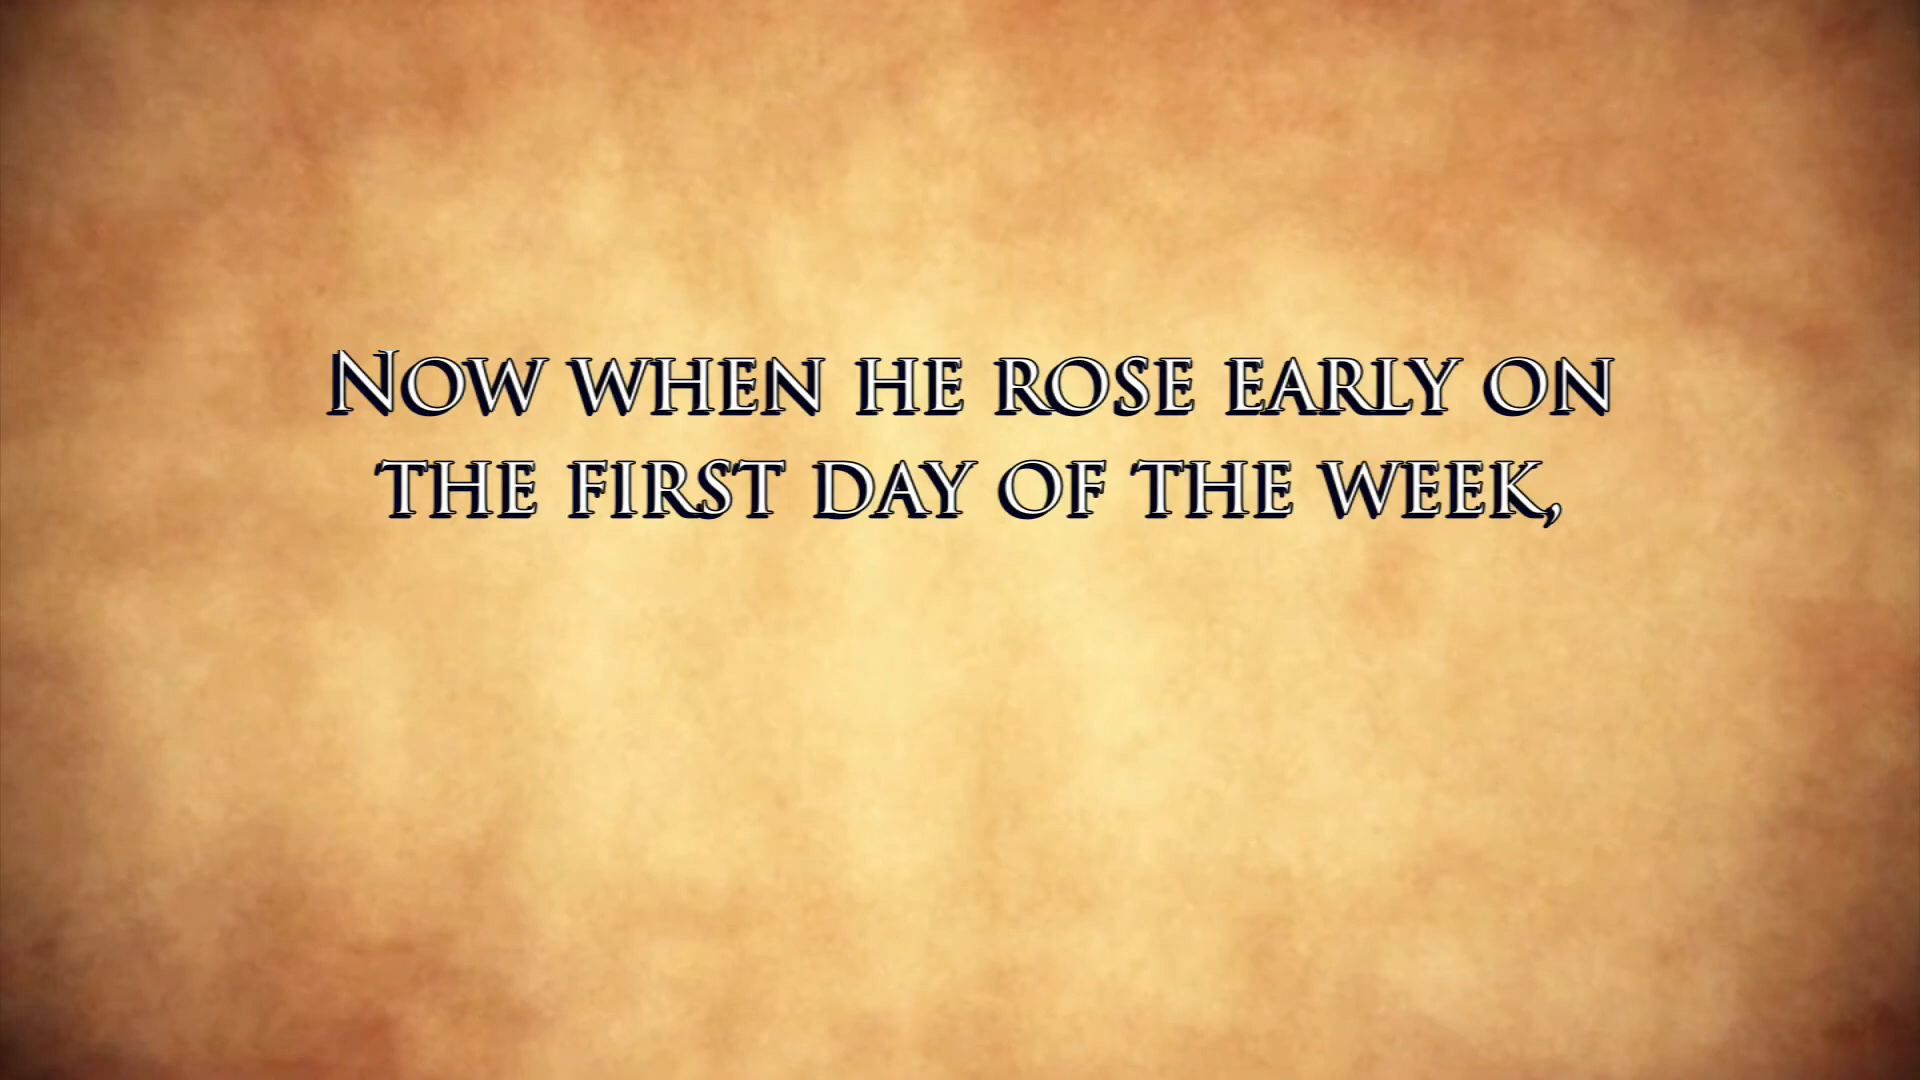 Now when he rose early on
the first day of the week,